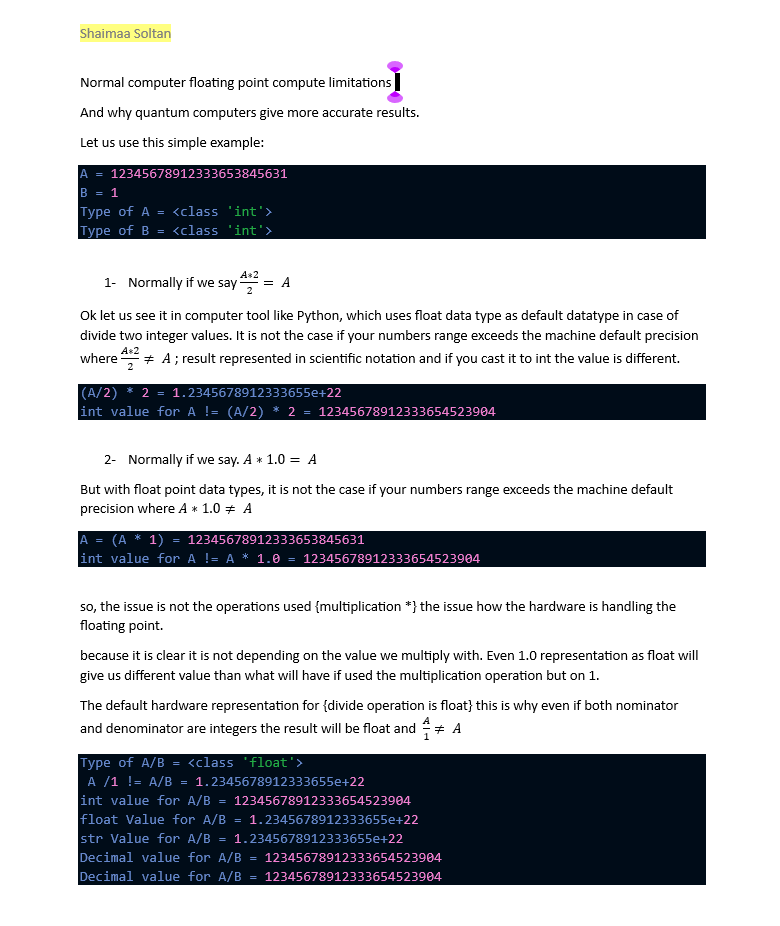 Shaimaa Soltan
Normal computer floating point compute limitations
And why quantum computers give more accurate results.
Let us use this simple example:
A = 12345678912333653845631
B = 1
Type of A = <class 'int'>
Type of B = <class 'int'>
1- Normally if we say A∗2/2 = A
Ok let us see it in computer tool like Python, which uses float data type as default datatype in case of
divide two integer values. It is not the case if your numbers range exceeds the machine default precision
where A∗2/2 ≠ A ; result represented in scientific notation and if you cast it to int the value is different.
(A/2) * 2 = 1.2345678912333655e+22
int value for A != (A/2) * 2 = 12345678912333654523904
2- Normally if we say. A ∗ 1.0 = A
But with float point data types, it is not the case if your numbers range exceeds the machine default
precision where A ∗ 1.0 ≠ A
A = (A * 1) = 12345678912333653845631
int value for A != A * 1.0 = 12345678912333654523904
so, the issue is not the operations used {multiplication *} the issue how the hardware is handling the
floating point.
because it is clear it is not depending on the value we multiply with. Even 1.0 representation as float will
give us different value than what will have if used the multiplication operation but on 1.
The default hardware representation for {divide operation is float} this is why even if both nominator
and denominator are integers the result will be float and A/1 ≠ A
Type of A/B = <class 'float'>
A /1 != A/B = 1.2345678912333655e+22
int value for A/B = 12345678912333654523904
float Value for A/B = 1.2345678912333655e+22
str Value for A/B = 1.2345678912333655e+22
Decimal value for A/B = 12345678912333654523904
Decimal value for A/B = 12345678912333654523904